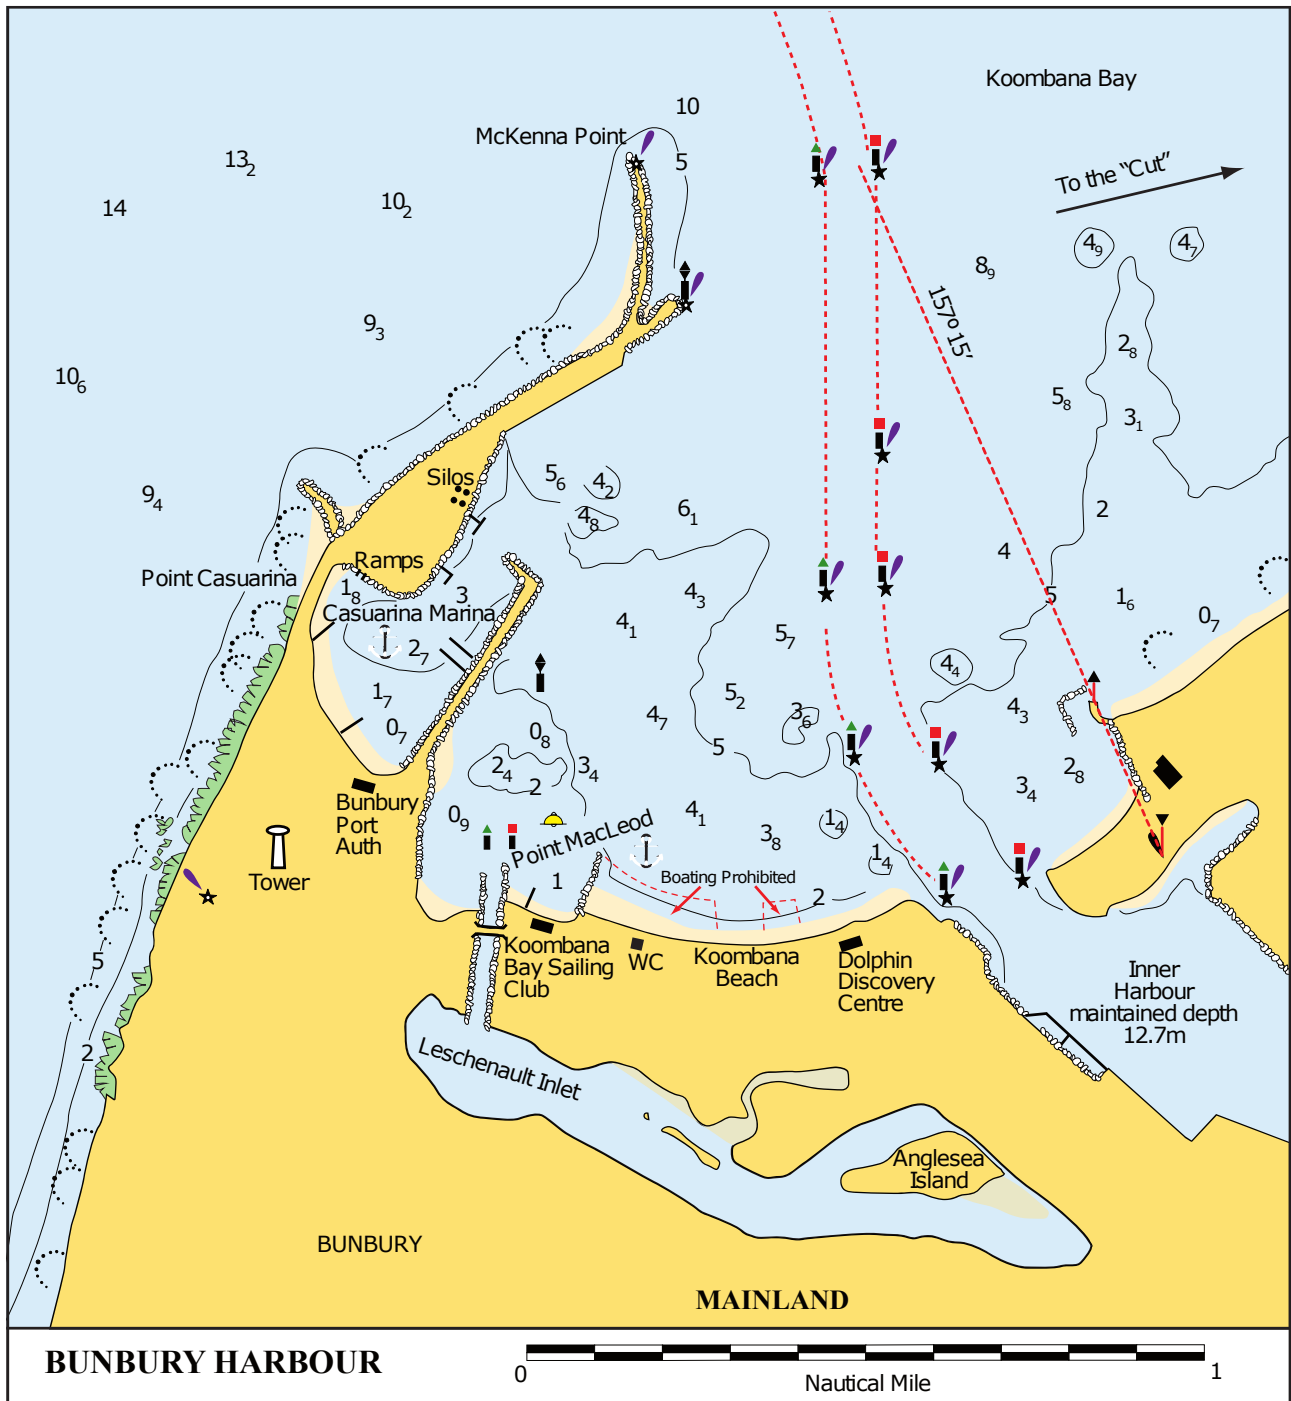 Koombana Bay
10
McKenna Point
5
13₂
To the “Cut”
14
10₂
4₉
4₇
8₉
157º 15’
9₃
2₈
10₆
5₈
3₁
Silos
5₆
4₂
9₄
4₈
6₁
2
4
Ramps
Point Casuarina
1₈
3
4₃
5
1₆
0₇
Casuarina Marina
4₁
5₇
2₇
4₄
1₇
5₂
4₇
3₆
4₃
0₇
0₈
5
2₄
3₄
2₈
2
3₄
Bunbury
Port
Auth
0₉
4₁
3₈
1₄
Point MacLeod
1₄
Tower
1
Boating Prohibited
2
5
Koombana
Bay Sailing
Club
WC
Koombana
Beach
Dolphin
Discovery
Centre
Inner
Harbour
maintained depth
12.7m
2
Leschenault Inlet
Anglesea
Island
BUNBURY
MAINLAND
BUNBURY HARBOUR
0
1
Nautical Mile